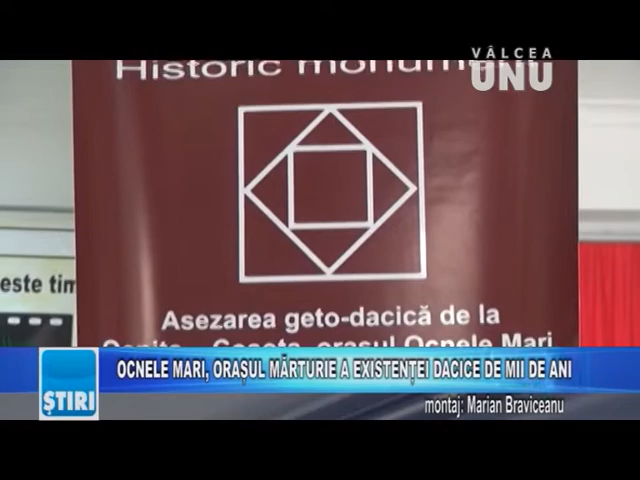 VÂLCEA
UNU
Historic
Asezarea geto-dacică de la
orașul Ocnele Mari
este
OCNELE MARI, ORAȘUL MĂRTURIE A EXISTENȚEI DACICE DE MII DE ANI
ȘTIRI
montaj: Marian Braviceanu